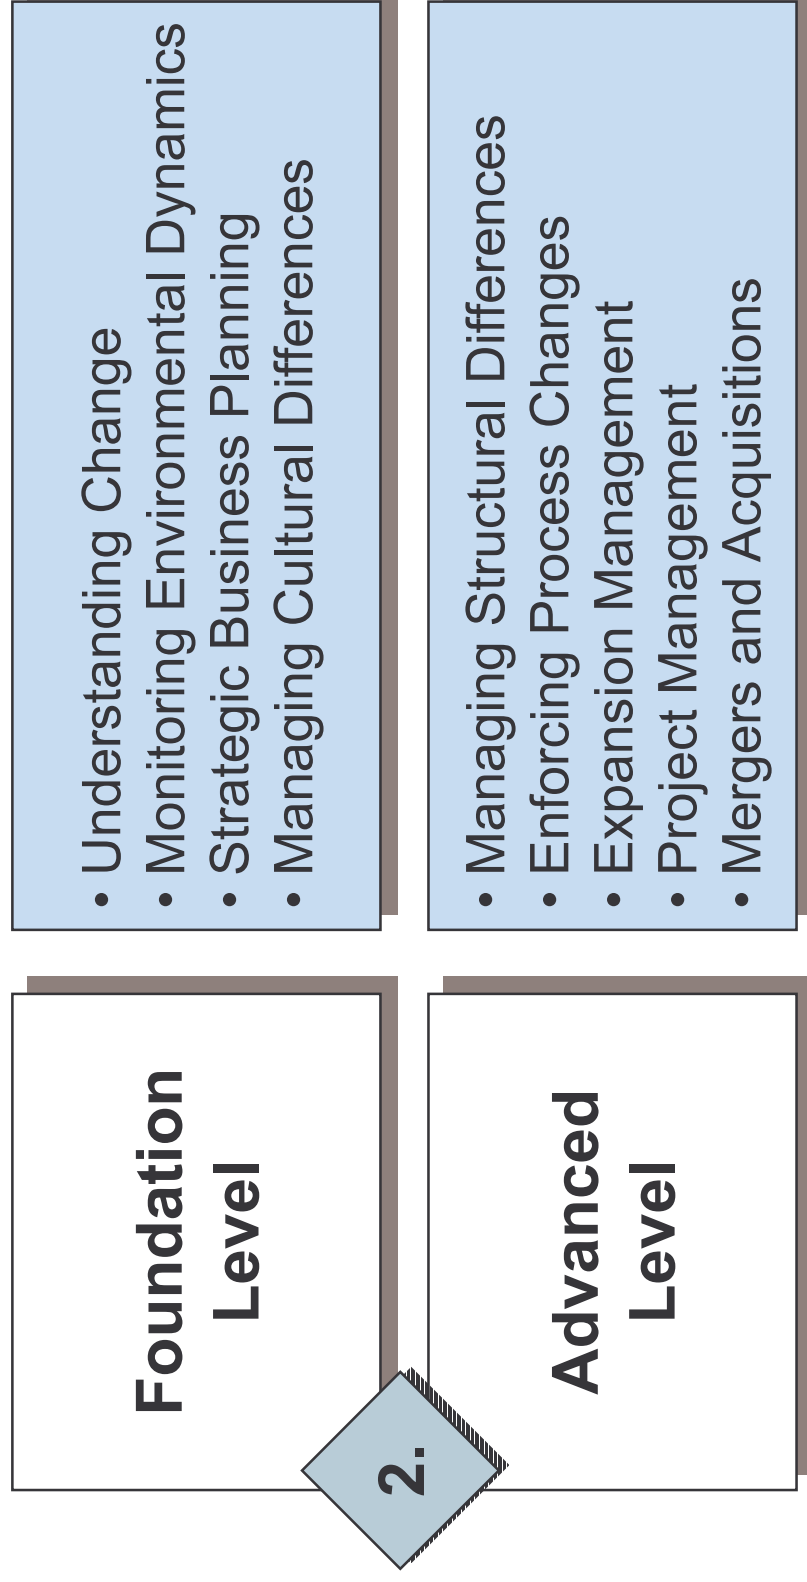 Foundation
Level
• Understanding Change
• Monitoring Environmental Dynamics
• Strategic Business Planning
• Managing Cultural Differences
2.
Advanced
Level
• Managing Structural Differences
• Enforcing Process Changes
• Expansion Management
• Project Management
• Mergers and Acquisitions